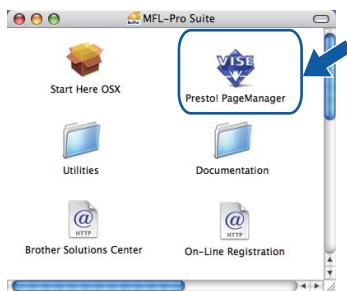 MFL-Pro Suite
VISE
Start Here OSX
Presto! PageManager
Utilities
Documentation
@
HTTP
@
HTTP
Brother Solutions Center
On-Line Registration